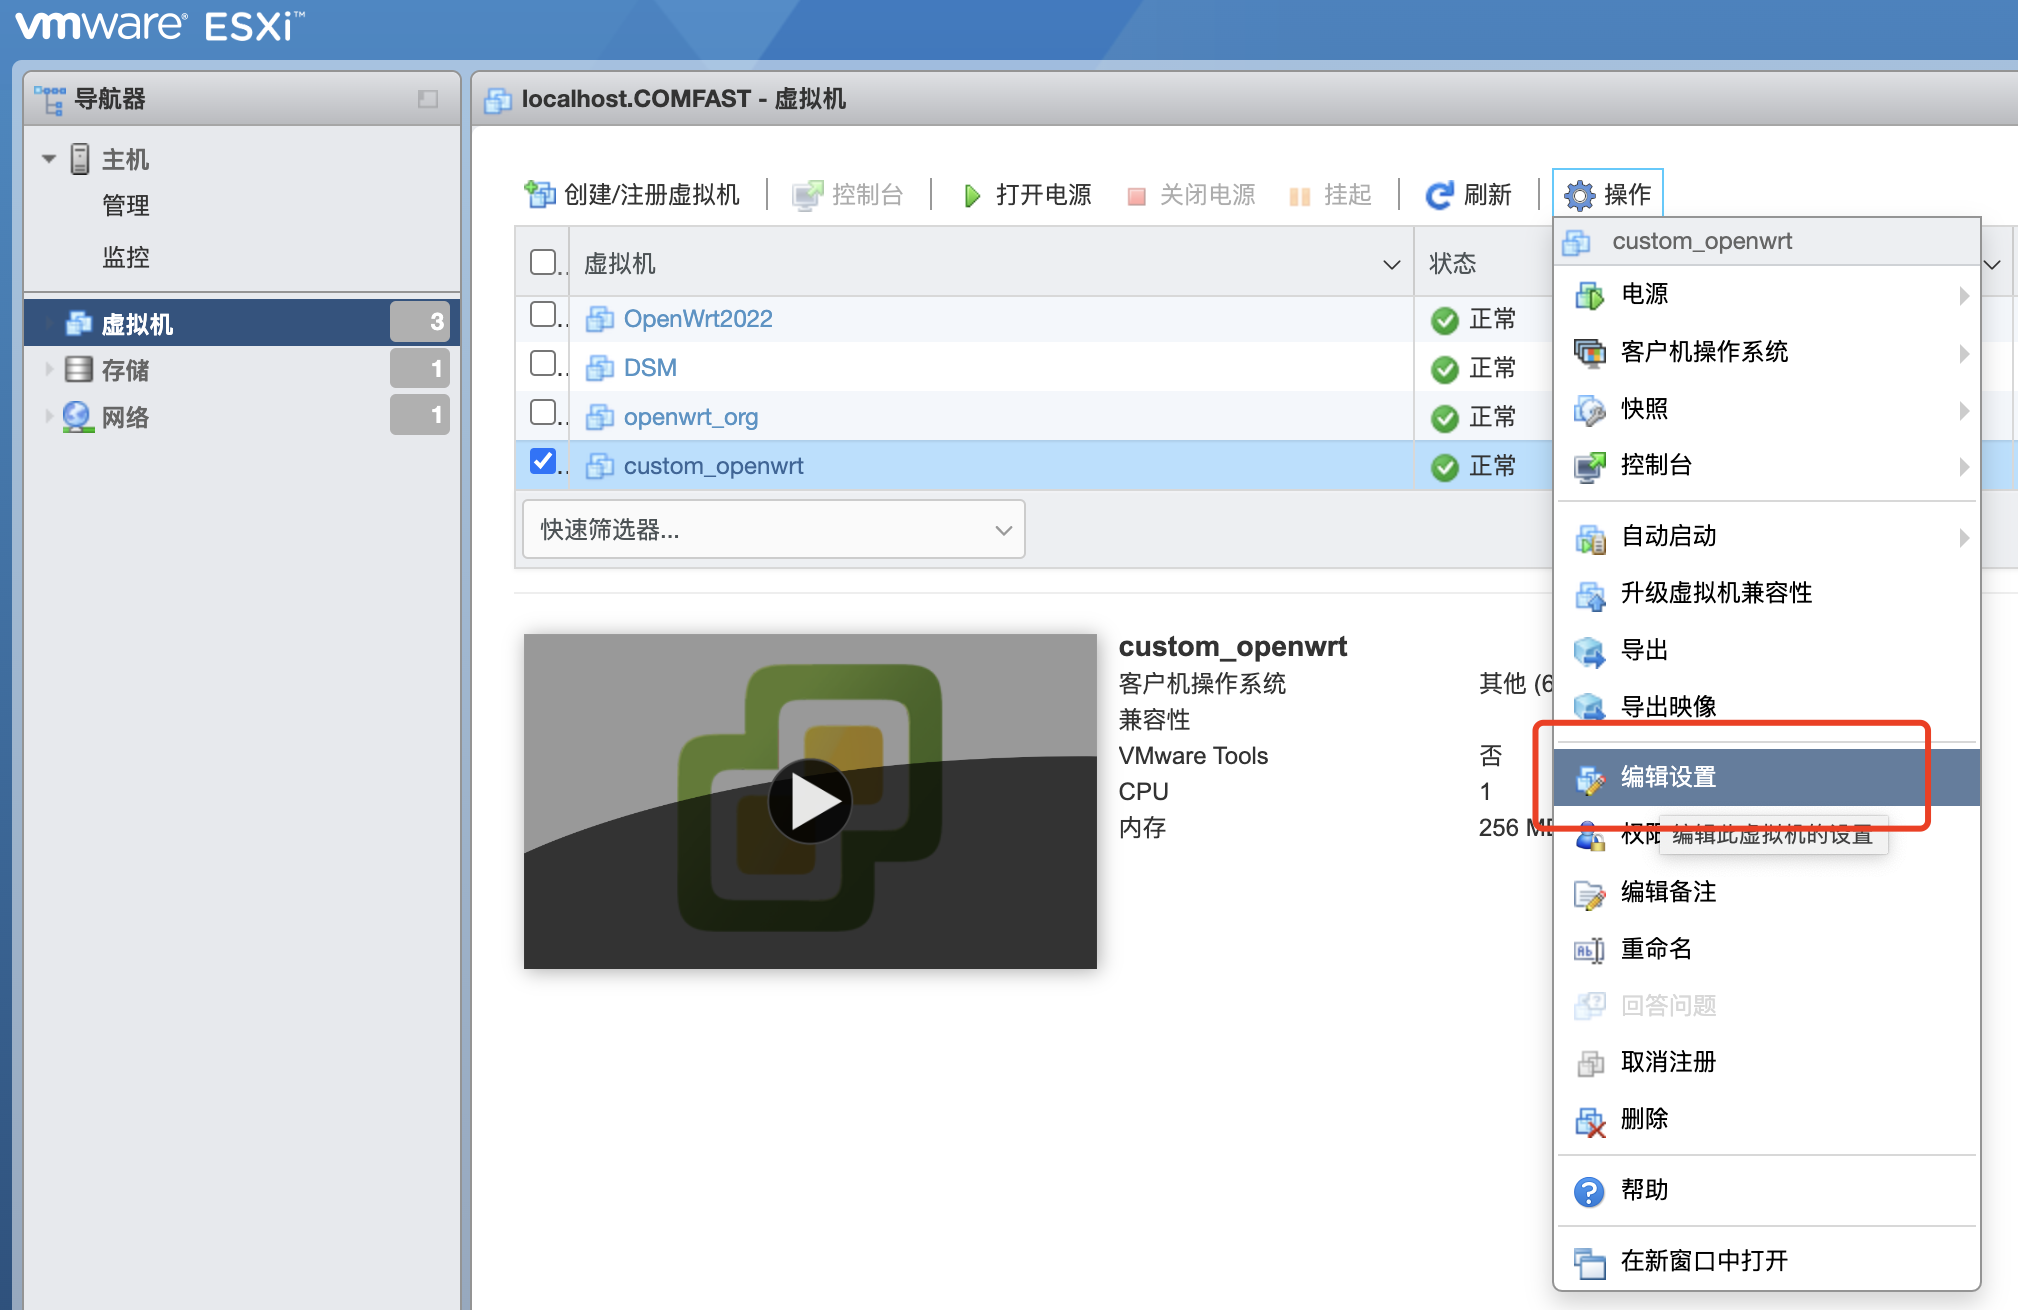 vmware® ESXi™
导航器
主机
管理
监控
虚拟机 3
存储 1
网络 1
localhost.COMFAST - 虚拟机
创建/注册虚拟机 控制台 打开电源 关闭电源 挂起 刷新 操作
虚拟机 状态
OpenWrt2022 正常
DSM 正常
openwrt_org 正常
custom_openwrt 正常
快速筛选器...
custom_openwrt
客户机操作系统 其他 (6
兼容性
VMware Tools 否
CPU 1
内存 256 M
custom_openwrt
电源
客户机操作系统
快照
控制台
自动启动
升级虚拟机兼容性
导出
导出映像
编辑设置
权限
编辑此虚拟机的设置
编辑备注
重命名
回答问题
取消注册
删除
帮助
在新窗口中打开